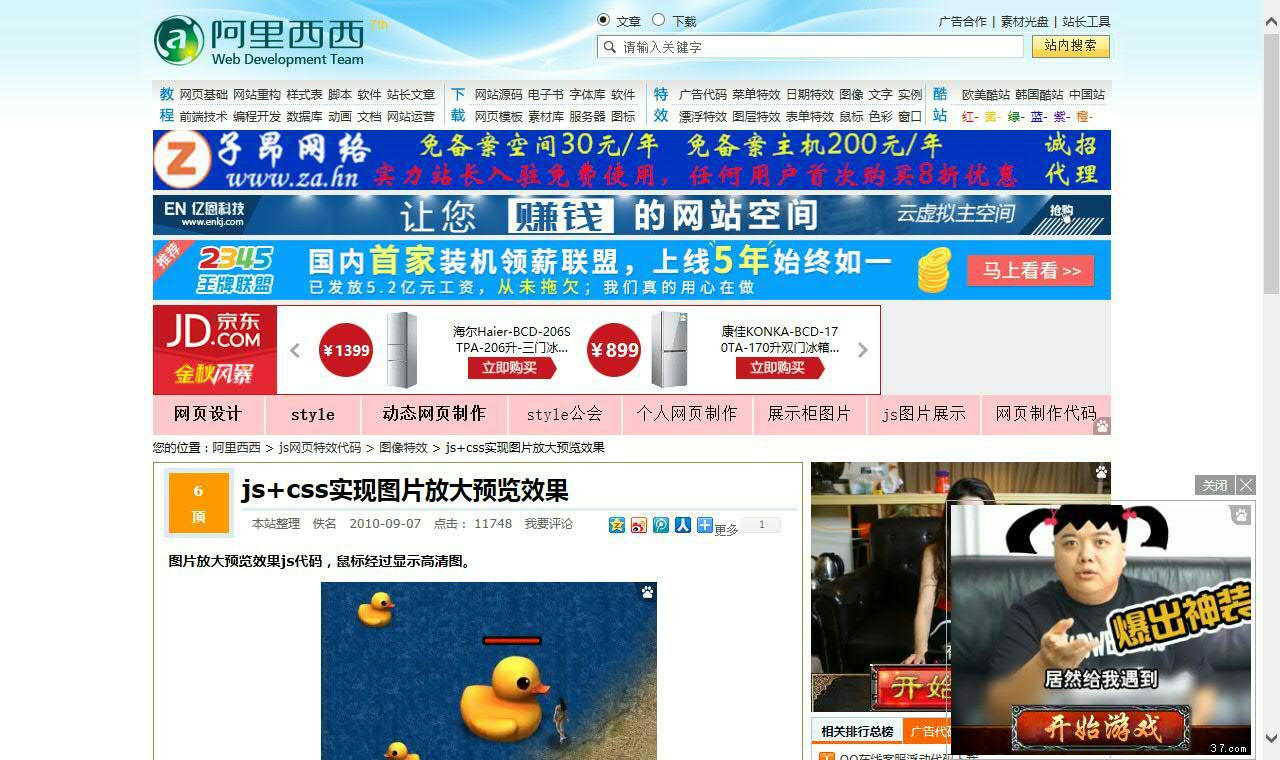 阿里西西 7th
Web Development Team
文章 下载
请输入关键字
站内搜索
广告合作 | 素材光盘 | 站长工具
教程
网页基础 网站重构 样式表 脚本 软件 站长文章
前端技术 编程开发 数据库 动画 文档 网站运营
下载
网站源码 电子书 字体库 软件
网页模板 素材库 服务器 图标
特效
广告代码 菜单特效 日期特效 图像 文字 实例
漂浮特效 图层特效 表单特效 鼠标 色彩 窗口
酷站
欧美酷站 韩国酷站 中国站
红- 黄- 绿- 蓝- 紫- 橙-
Z 子昂网络 免备案空间30元/年 免备案主机200元/年 诚招
www.za.hn 实力站长入驻免费使用，任何用户首次购买8折优惠 代理
EN 亿恩科技
www.enkj.com
让您 赚钱 的网站空间
云虚拟主空间
抢购
推荐
2345
王牌联盟
国内首家装机领薪联盟，上线5年始终如一
已发放5.2亿元工资，从未拖欠；我们真的用心在做
马上看看 >>
JD.COM 京东
金秋风暴
¥1399
海尔Haier-BCD-206S
TPA-206升-三门冰...
立即购买
¥899
康佳KONKA-BCD-17
0TA-170升双门冰箱...
立即购买
网页设计 style 动态网页制作 style公会 个人网页制作 展示柜图片 js图片展示 网页制作代码
您的位置：阿里西西 > js网页特效代码 > 图像特效 > js+css实现图片放大预览效果
6
顶
js+css实现图片放大预览效果
本站整理 佚名 2010-09-07 点击： 11748 我要评论
更多 1
图片放大预览效果js代码，鼠标经过显示高清图。
关闭
爆出神装
居然给我遇到
开始游戏
37.com
开始
相关排行总榜 广告代
1 QQ在线客服浮动代码上新